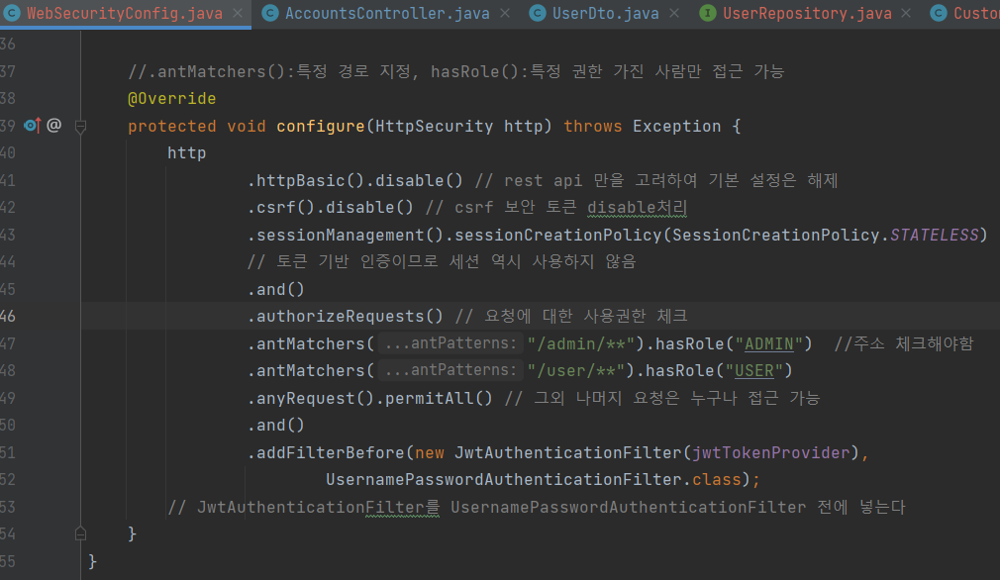 WebSecurityConfig.java × AccountsController.java × UserDto.java × UserRepository.java × Custo
36
37 //.antMatchers():특정 경로 지정, hasRole():특정 권한 가진 사람만 접근 가능
38 @Override
39 @ protected void configure(HttpSecurity http) throws Exception {
40 http
41 .httpBasic().disable() // rest api 만을 고려하여 기본 설정은 해제
42 .csrf().disable() // csrf 보안 토큰 disable처리
43 .sessionManagement().sessionCreationPolicy(SessionCreationPolicy.STATELESS)
44 // 토큰 기반 인증이므로 세션 역시 사용하지 않음
45 .and()
46 .authorizeRequests() // 요청에 대한 사용권한 체크
47 .antMatchers( ...antPatterns: "/admin/**").hasRole("ADMIN") //주소 체크해야함
48 .antMatchers( ...antPatterns: "/user/**").hasRole("USER")
49 .anyRequest().permitAll() // 그외 나머지 요청은 누구나 접근 가능
50 .and()
51 .addFilterBefore(new JwtAuthenticationFilter(jwtTokenProvider),
52 UsernamePasswordAuthenticationFilter.class);
53 // JwtAuthenticationFilter를 UsernamePasswordAuthenticationFilter 전에 넣는다
54 }
55 }